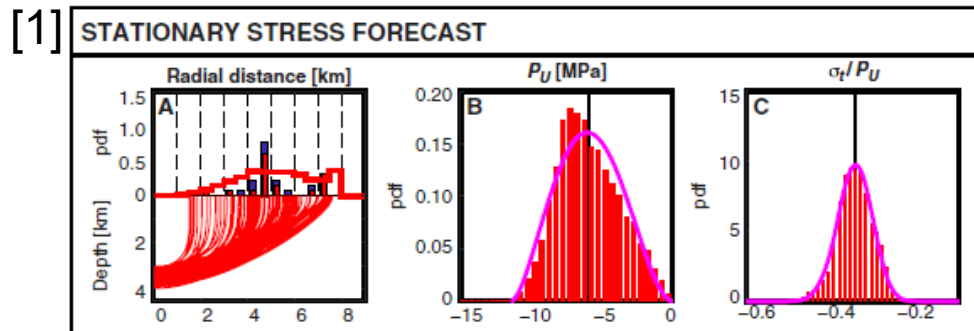 [1] STATIONARY STRESS FORECAST
Radial distance [km]
A
pdf
1.5
1.0
0.5
0
Depth [km]
2
4
0 2 4 6 8
P_U [MPa]
B
pdf
0.20
0.15
0.10
0.05
0
−15 −10 −5 0
σ_t/P_U
C
pdf
15
10
5
0
−0.6 −0.4 −0.2